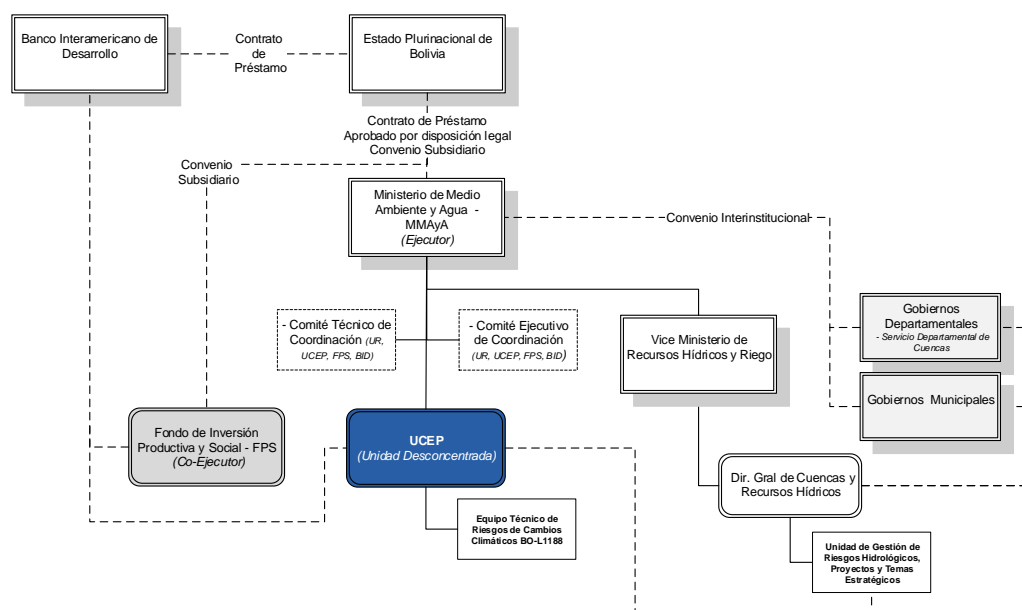 Banco Interamericano de
Desarrollo
Contrato
de
Préstamo
Estado Plurinacional de
Bolivia
Contrato de Préstamo
Aprobado por disposición legal
Convenio Subsidiario
Convenio
Subsidiario
Ministerio de Medio
Ambiente y Agua -
MMAyA
(Ejecutor)
Convenio Interinstitucional
- Comité Técnico de
Coordinación (UR,
UCEP, FPS, BID)
- Comité Ejecutivo
de Coordinación
(UR, UCEP, FPS, BID)
Vice Ministerio de
Recursos Hídricos y Riego
Gobiernos
Departamentales
- Servicio Departamental de
Cuencas
Gobiernos Municipales
Fondo de Inversión
Productiva y Social - FPS
(Co-Ejecutor)
UCEP
(Unidad Desconcentrada)
Dir. Gral de Cuencas y
Recursos Hídricos
Equipo Técnico de
Riesgos de Cambios
Climáticos BO-L1188
Unidad de Gestión de
Riesgos Hidrológicos,
Proyectos y Temas
Estratégicos